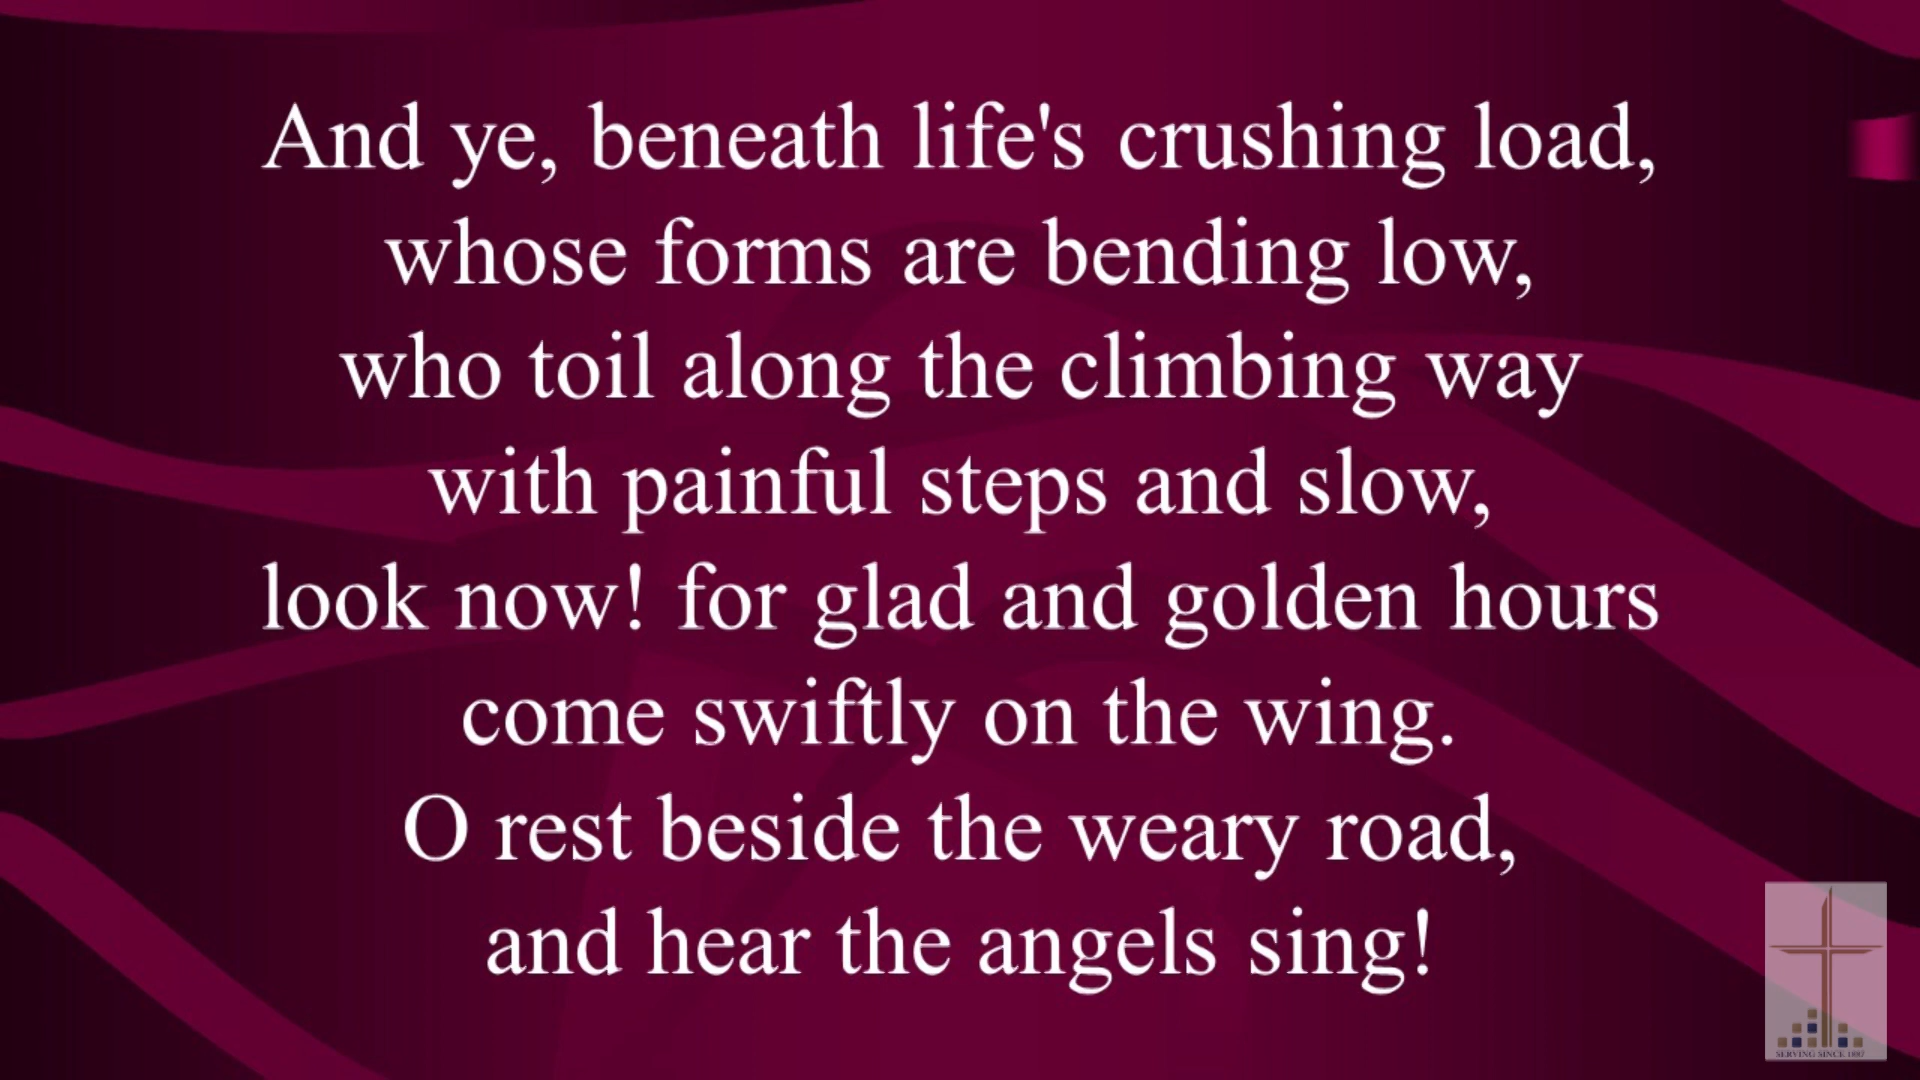 And ye, beneath life's crushing load,
whose forms are bending low,
who toil along the climbing way
with painful steps and slow,
look now! for glad and golden hours
come swiftly on the wing.
O rest beside the weary road,
and hear the angels sing!
SERVING SINCE